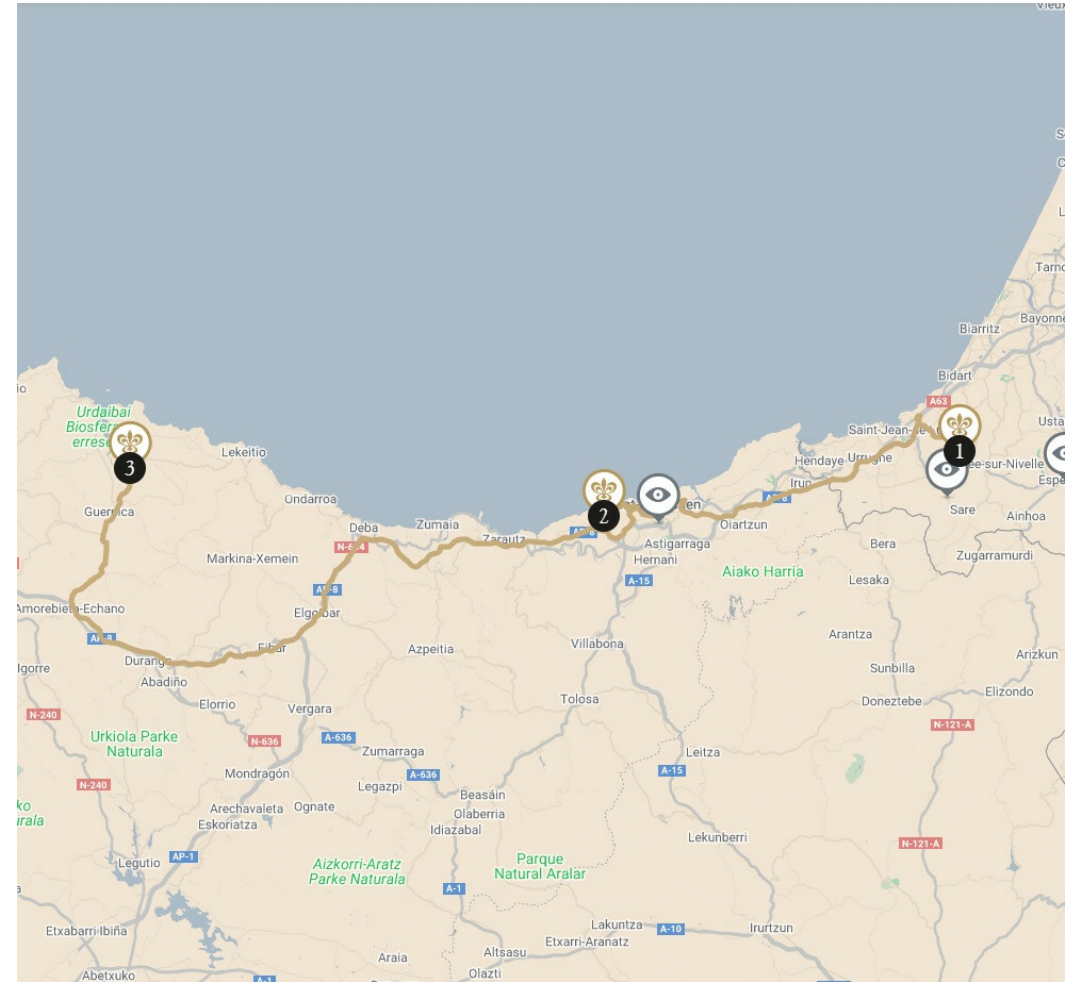 Biarritz
Bidart
A63
Urdaibai
Biosfera
Lekeitio
3
1
Hendaye
Urrugne
Irun
Sare
Ainhoa
Guernica
Ondarroa
2
Oiartzun
Deba
Zumaia
Zarautz
Astigarraga
Hernani
Bera
Zugarramurdi
Markina-Xemein
A-15
Aiako Harria
Lesaka
Amorebieta-Echano
Elgoibar
Arantza
Eibar
Azpeitia
Villabona
Arizkun
Durango
Abadiño
Sunbilla
Igorre
Elorrio
Vergara
Tolosa
Doneztebe
Elizondo
N-240
N-121-A
Urkiola Parke
Naturala
N-636
A-636
Zumarraga
Leitza
Mondragón
A-636
A-15
N-240
Legazpi
Beasáin
Arechavaleta
Ognate
Olaberria
Eskoriatza
Idiazabal
Lekunberri
N-121-A
Legutio
AP-1
Aizkorri-Aratz
Parke Naturala
Parque
Natural Aralar
A-1
Etxabarri-Ibiña
Lakuntza
A-10
Irurtzun
Etxarri-Aranatz
Altsasu
Araia
Abetxuko
Olazti